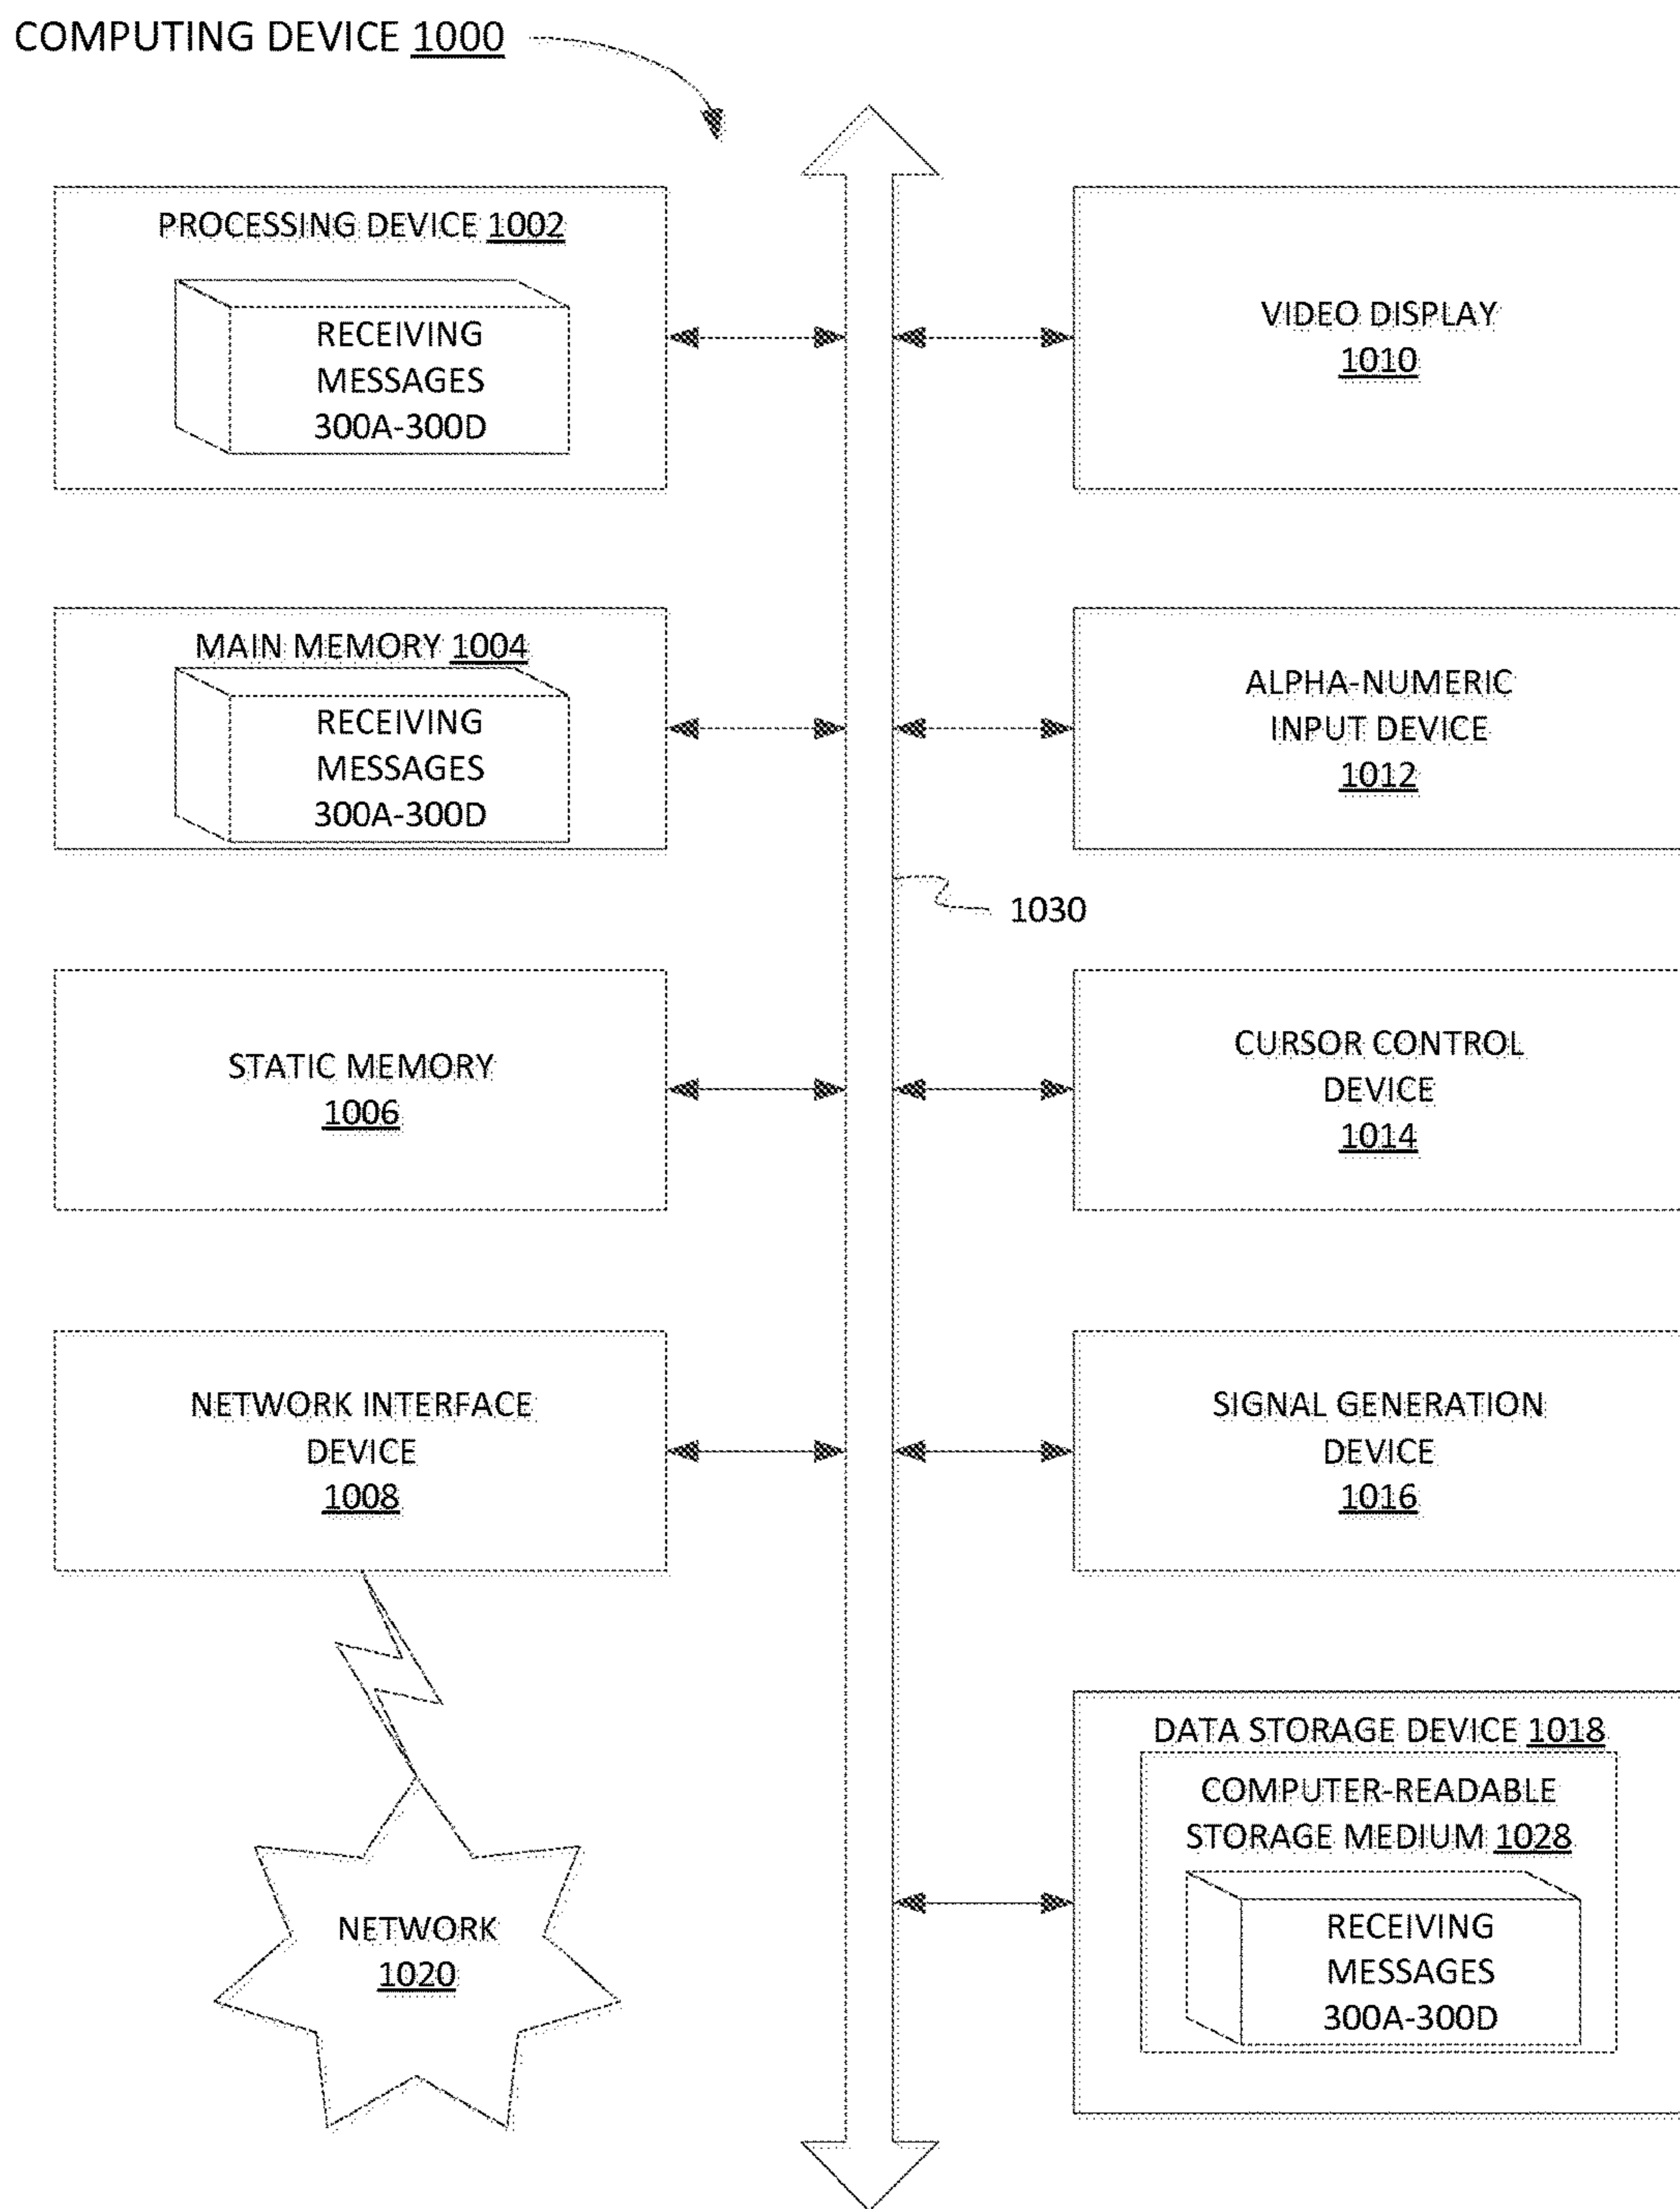 COMPUTING DEVICE 1000
PROCESSING DEVICE 1002
RECEIVING
MESSAGES
300A-300D
VIDEO DISPLAY
1010
MAIN MEMORY 1004
RECEIVING
MESSAGES
300A-300D
ALPHA-NUMERIC
INPUT DEVICE
1012
1030
STATIC MEMORY
1006
CURSOR CONTROL
DEVICE
1014
NETWORK INTERFACE
DEVICE
1008
SIGNAL GENERATION
DEVICE
1016
DATA STORAGE DEVICE 1018
COMPUTER-READABLE
STORAGE MEDIUM 1028
RECEIVING
MESSAGES
300A-300D
NETWORK
1020